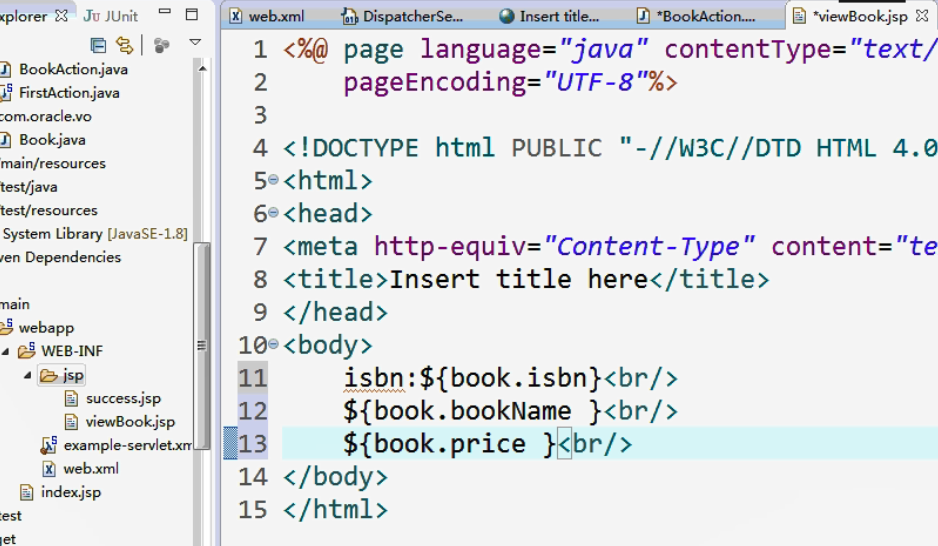 xplorer JUnit
BookAction.java
FirstAction.java
com.oracle.vo
Book.java
/main/resources
/test/java
/test/resources
System Library [JavaSE-1.8]
ven Dependencies
main
webapp
WEB-INF
jsp
success.jsp
viewBook.jsp
example-servlet.xm
web.xml
index.jsp
test
get
web.xml DispatcherSe... Insert title... *BookAction.... *viewBook.jsp
1 <%@ page language="java" contentType="text/
2 pageEncoding="UTF-8"%>
3
4 <!DOCTYPE html PUBLIC "-//W3C//DTD HTML 4.0
5 <html>
6 <head>
7 <meta http-equiv="Content-Type" content="te
8 <title>Insert title here</title>
9 </head>
10 <body>
11 isbn:${book.isbn}<br/>
12 ${book.bookName }<br/>
13 ${book.price }<br/>
14 </body>
15 </html>